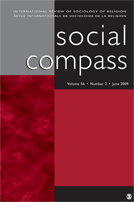 INTERNATIONAL REVIEW OF SOCIOLOGY OF RELIGION
REVUE INTERNATIONALE DE SOCIOLOGIE DE LA RELIGION
social
compass
Volume 56 • Number 2 • June 2009